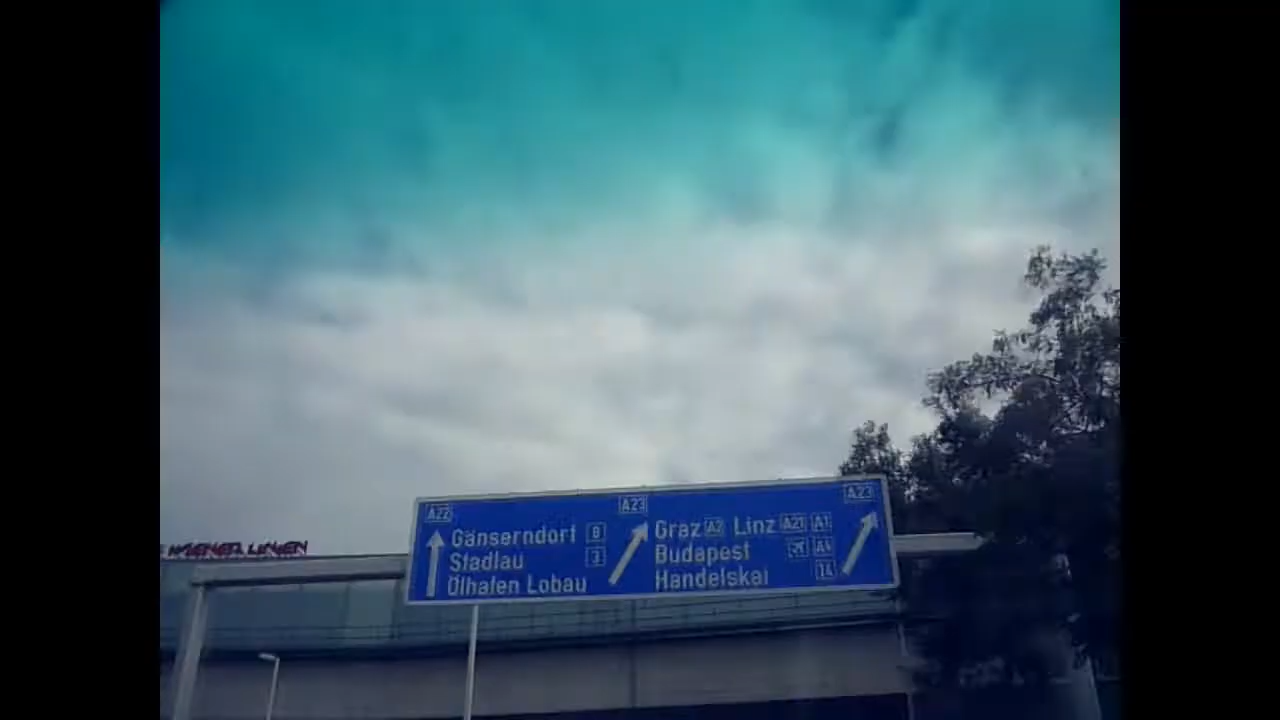 WIENER LINIEN
A22
Gänserndorf 8
Stadlau 3
Ölhafen Lobau
A23
Graz A2 Linz A21 A1
Budapest A4
Handelskai 14
A23